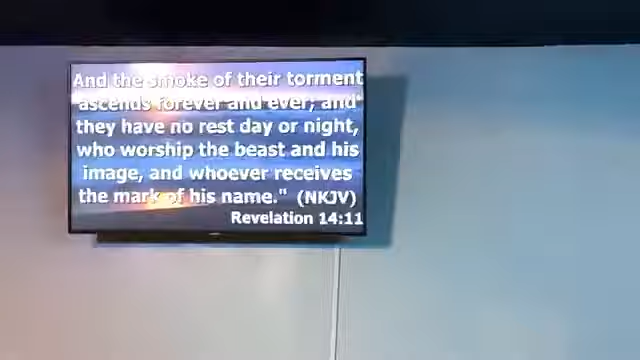 And the smoke of their torment
ascends forever and ever; and
they have no rest day or night,
who worship the beast and his
image, and whoever receives
the mark of his name." (NKJV)
Revelation 14:11